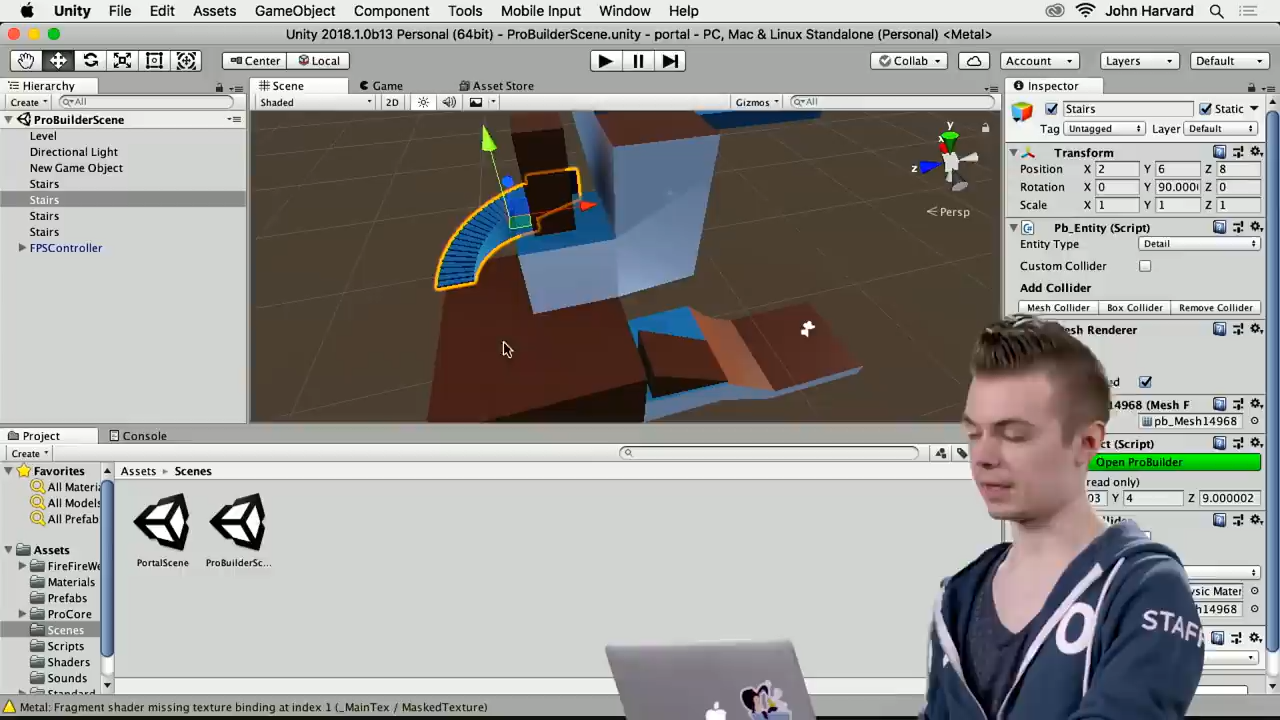 Unity File Edit Assets GameObject Component Tools Mobile Input Window Help John Harvard
Unity 2018.1.0b13 Personal (64bit) - ProBuilderScene.unity - portal - PC, Mac & Linux Standalone (Personal) <Metal>
Center Local Collab Account Layers Default
Hierarchy
Create All
ProBuilderScene
Level
Directional Light
New Game Object
Stairs
Stairs
Stairs
Stairs
FPSController
Scene Game Asset Store
Shaded 2D Gizmos All
y
z
Persp
Inspector
Stairs Static
Tag Untagged Layer Default
Transform
Position X 2 Y 6 Z 8
Rotation X 0 Y 90.000 Z 0
Scale X 1 Y 1 Z 1
Pb_Entity (Script)
Entity Type Detail
Custom Collider
Add Collider
Mesh Collider Box Collider Remove Collider
Mesh Renderer
d
14968 (Mesh F
pb_Mesh14968
ct (Script)
Open ProBuilder
read only)
03 Y 4 Z 9.000002
llider
ysic Mater
h14968
Project Console
Create
Favorites
All Materia
All Models
All Prefab
Assets
FireFireWe
Materials
Prefabs
ProCore
Scenes
Scripts
Shaders
Sounds
Standard
Assets Scenes
PortalScene ProBuilderSc...
STAFF
Metal: Fragment shader missing texture binding at index 1 (_MainTex / MaskedTexture)